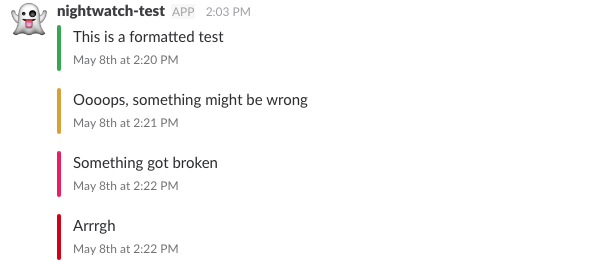 nightwatch-test APP 2:03 PM
This is a formatted test
May 8th at 2:20 PM
Oooops, something might be wrong
May 8th at 2:21 PM
Something got broken
May 8th at 2:22 PM
Arrrgh
May 8th at 2:22 PM